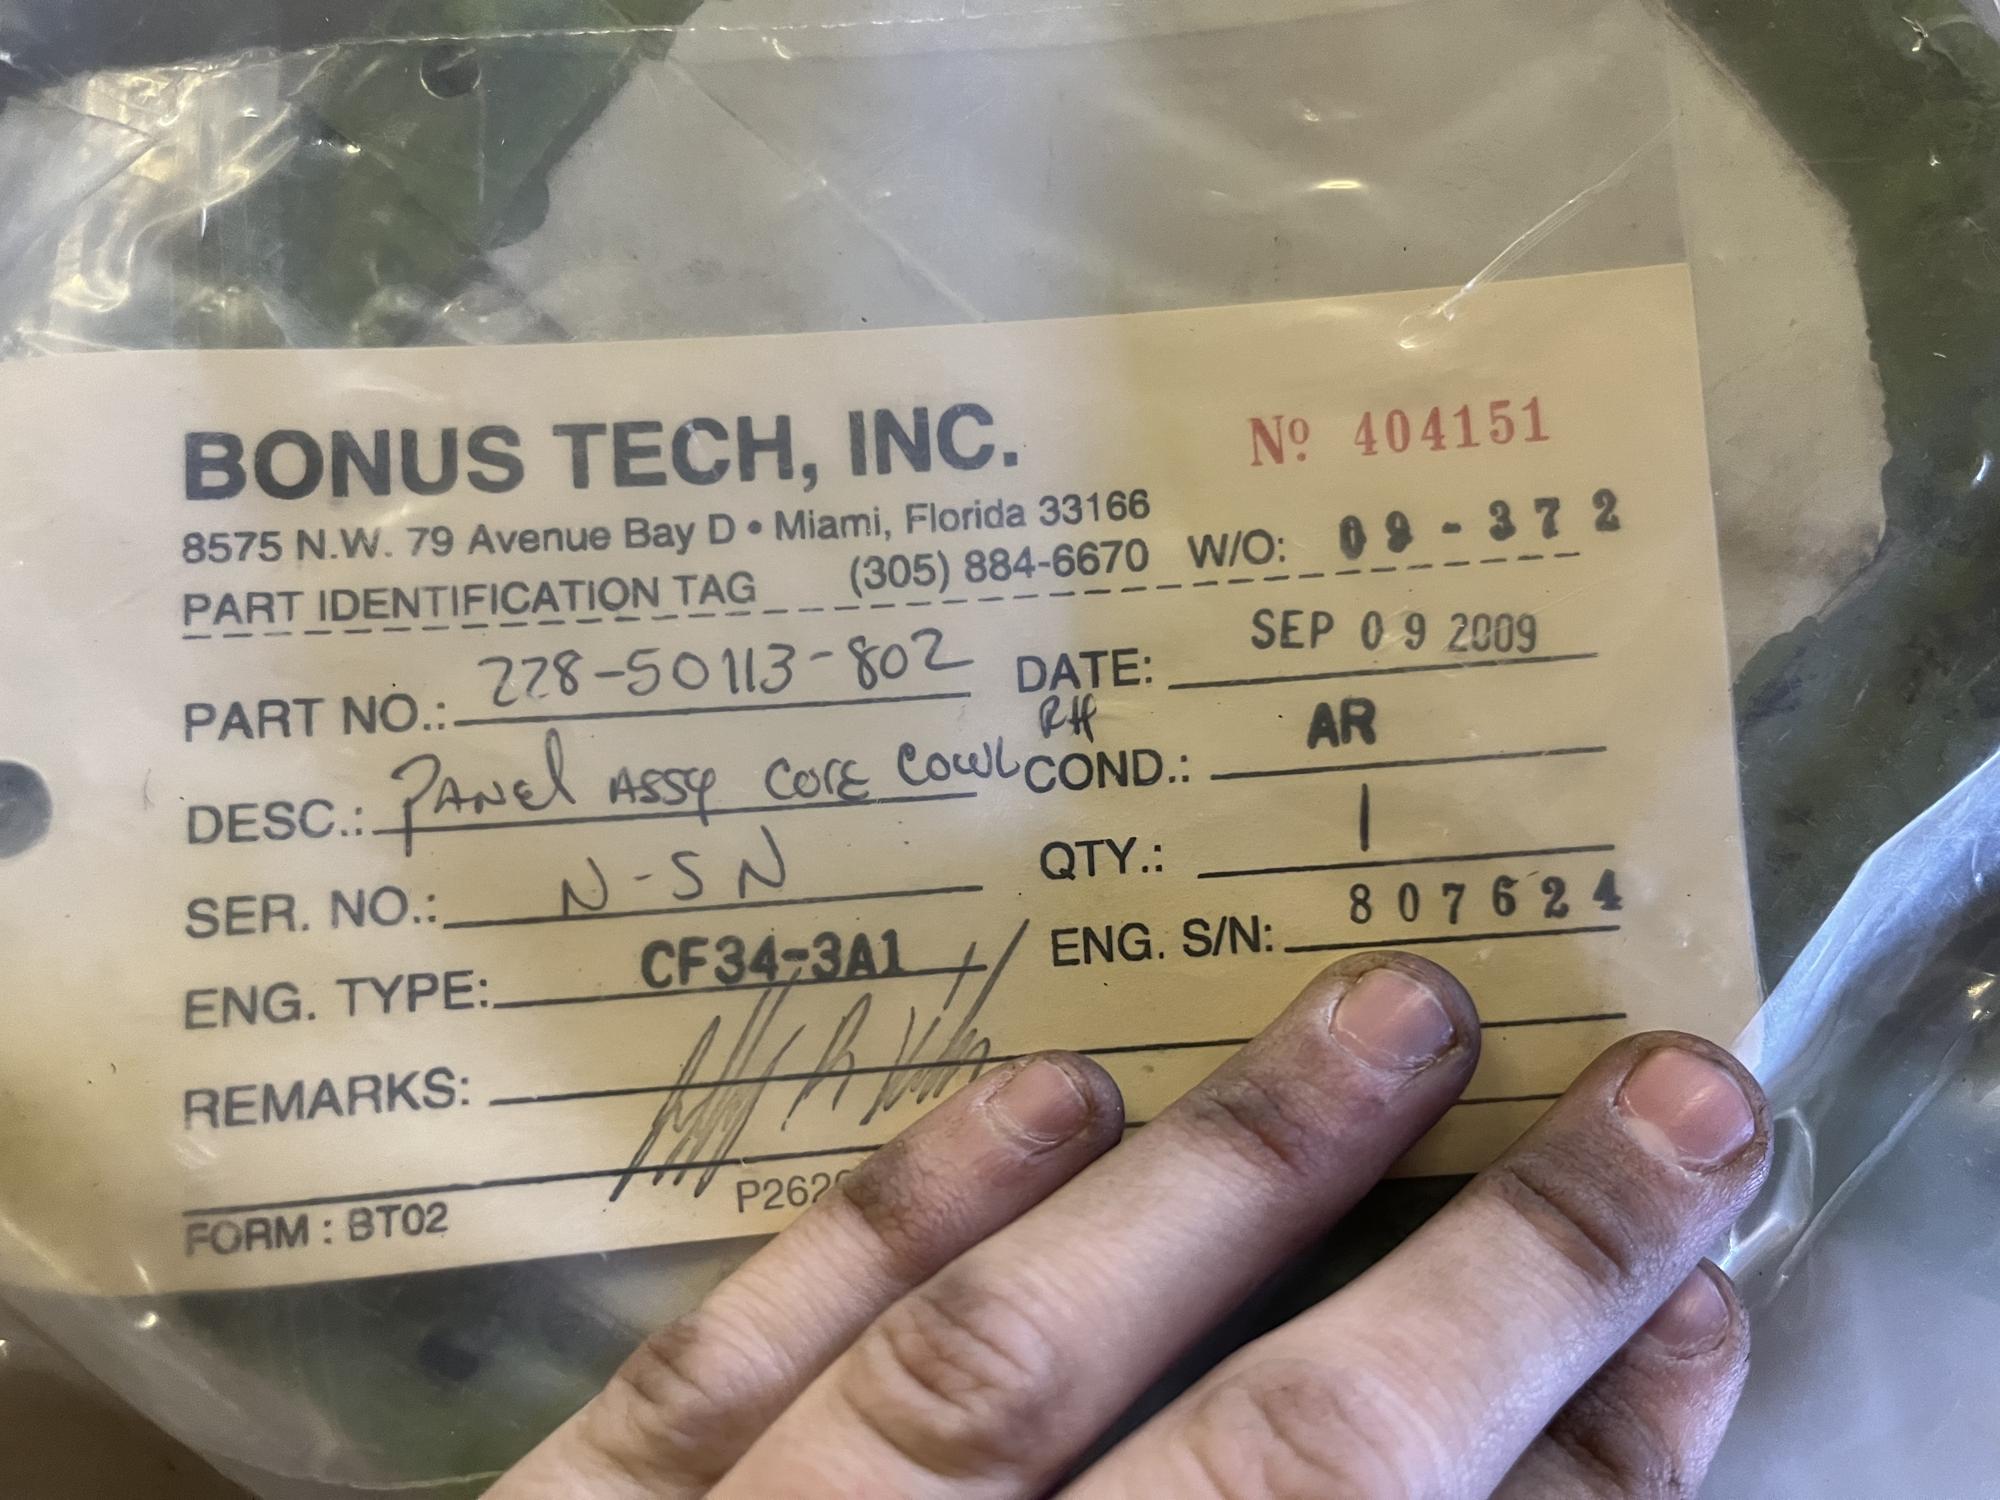 BONUS TECH, INC.
Nº 404151
8575 N.W. 79 Avenue Bay D • Miami, Florida 33166
PART IDENTIFICATION TAG (305) 884-6670 W/O: 09-372
PART NO.: 228-50113-802 DATE: SEP 09 2009
DESC.: PANEL ASSY CORE COWL RH COND.: AR
SER. NO.: N-SN QTY.: 1
ENG. TYPE: CF34-3A1 ENG. S/N: 807624
REMARKS:
FORM : BT02